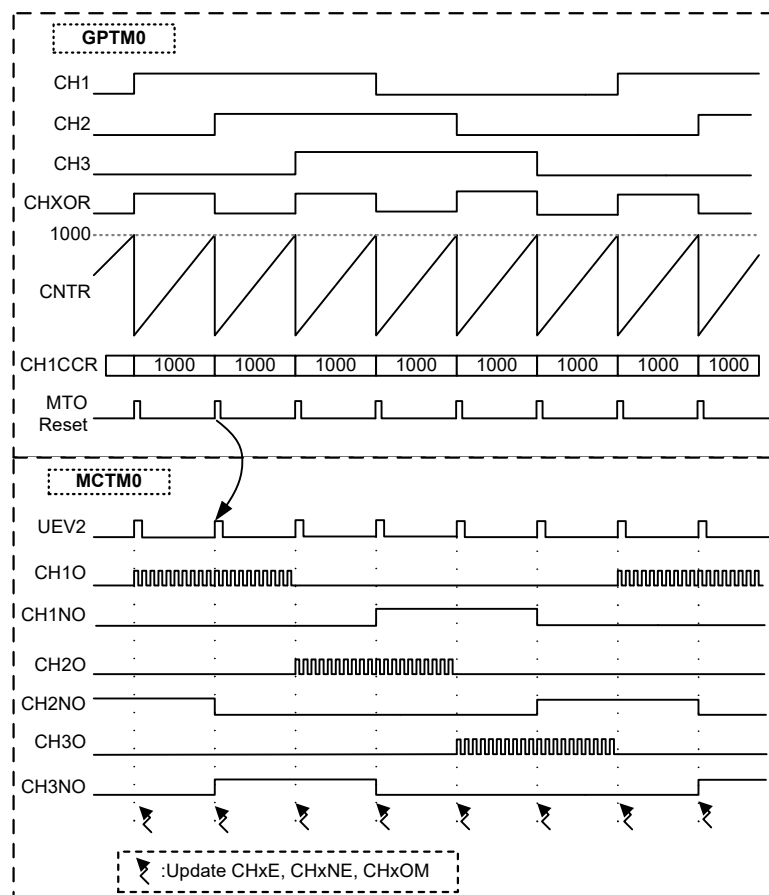 GPTM0
CH1
CH2
CH3
CHXOR
1000
CNTR
CH1CCR 1000 1000 1000 1000 1000 1000 1000 1000
MTO
Reset
MCTM0
UEV2
CH1O
CH1NO
CH2O
CH2NO
CH3O
CH3NO
:Update CHxE, CHxNE, CHxOM